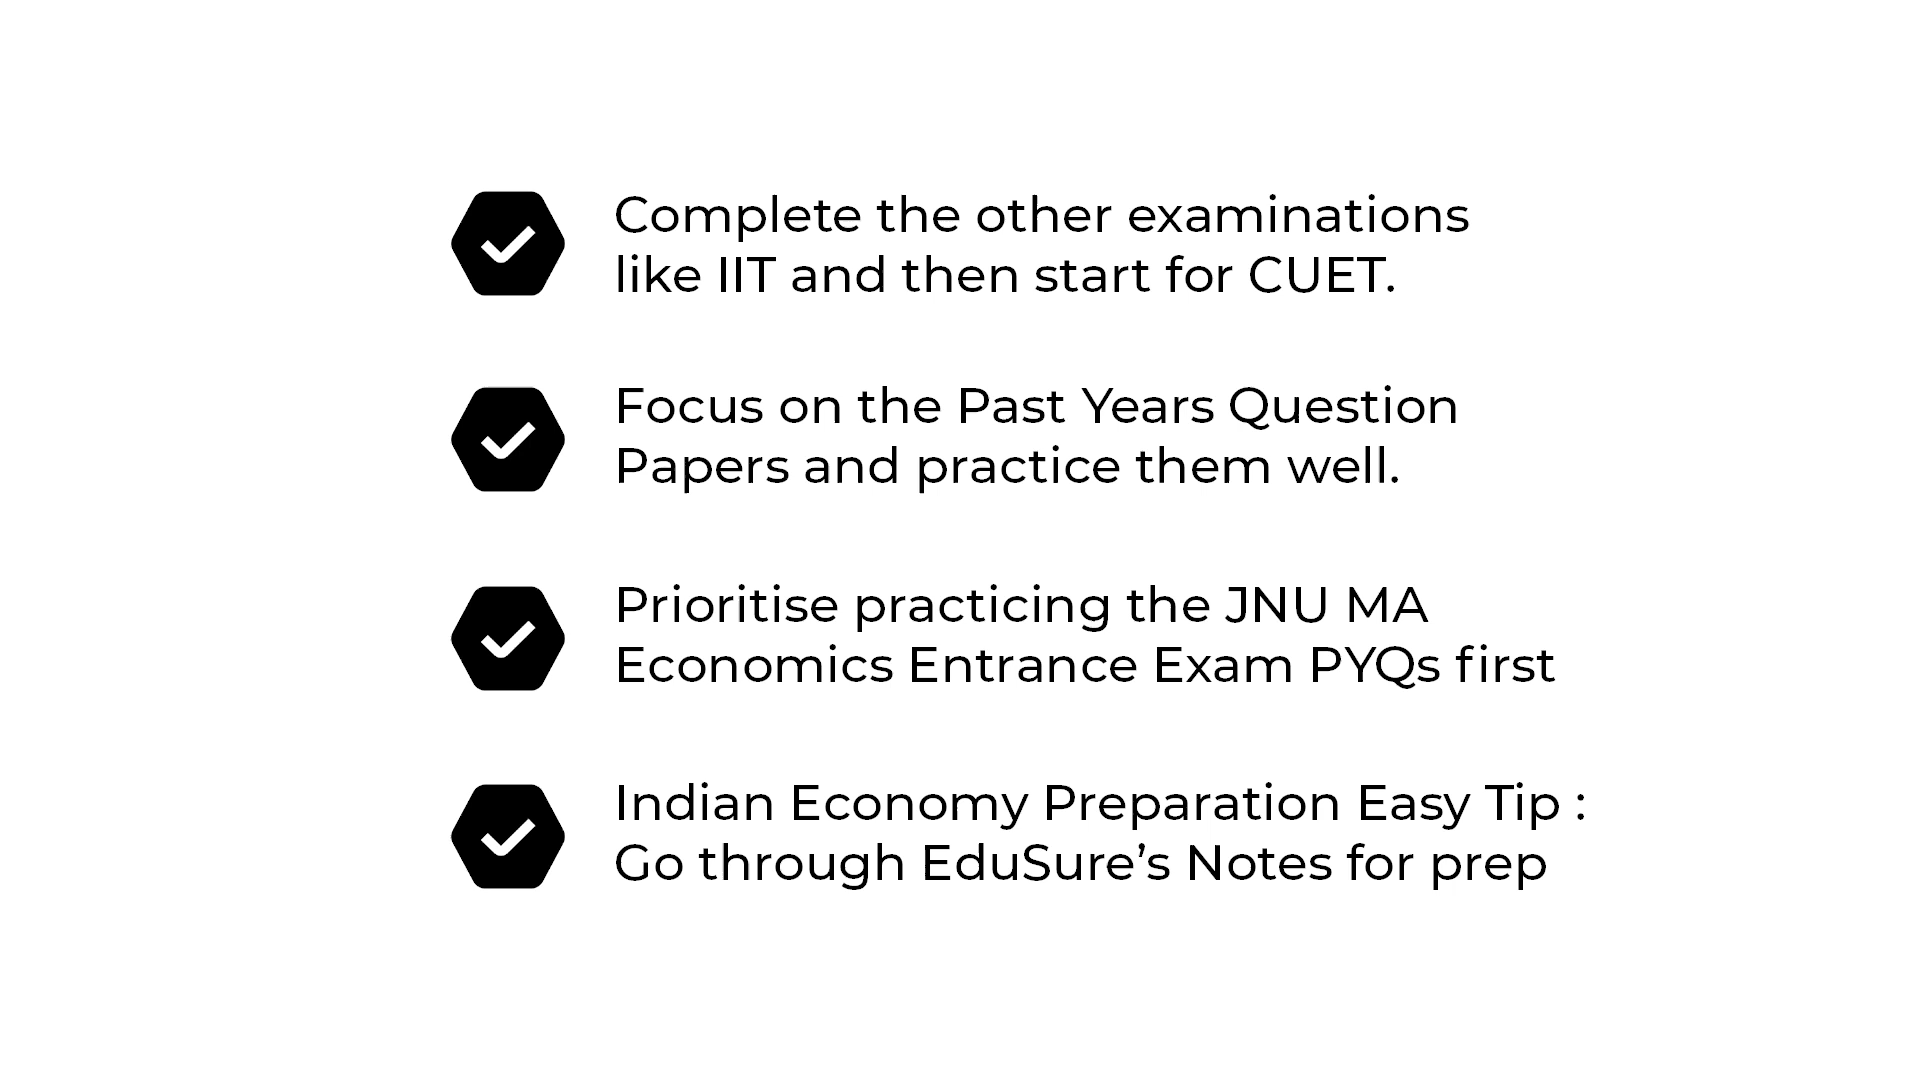 Complete the other examinations
like IIT and then start for CUET.
Focus on the Past Years Question
Papers and practice them well.
Prioritise practicing the JNU MA
Economics Entrance Exam PYQs first
Indian Economy Preparation Easy Tip :
Go through EduSure’s Notes for prep